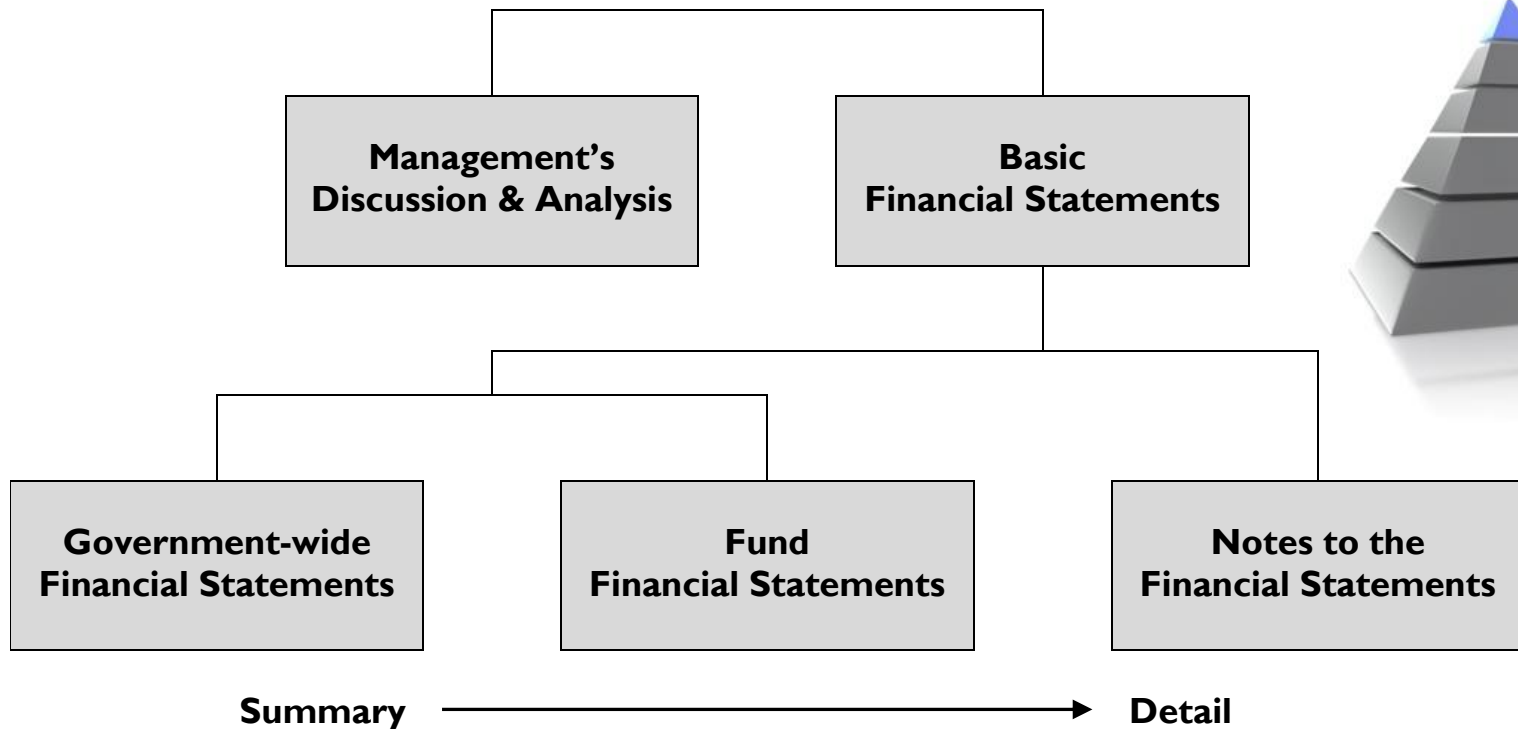 Management’s
Discussion & Analysis
Basic
Financial Statements
Government-wide
Financial Statements
Fund
Financial Statements
Notes to the
Financial Statements
Summary
Detail